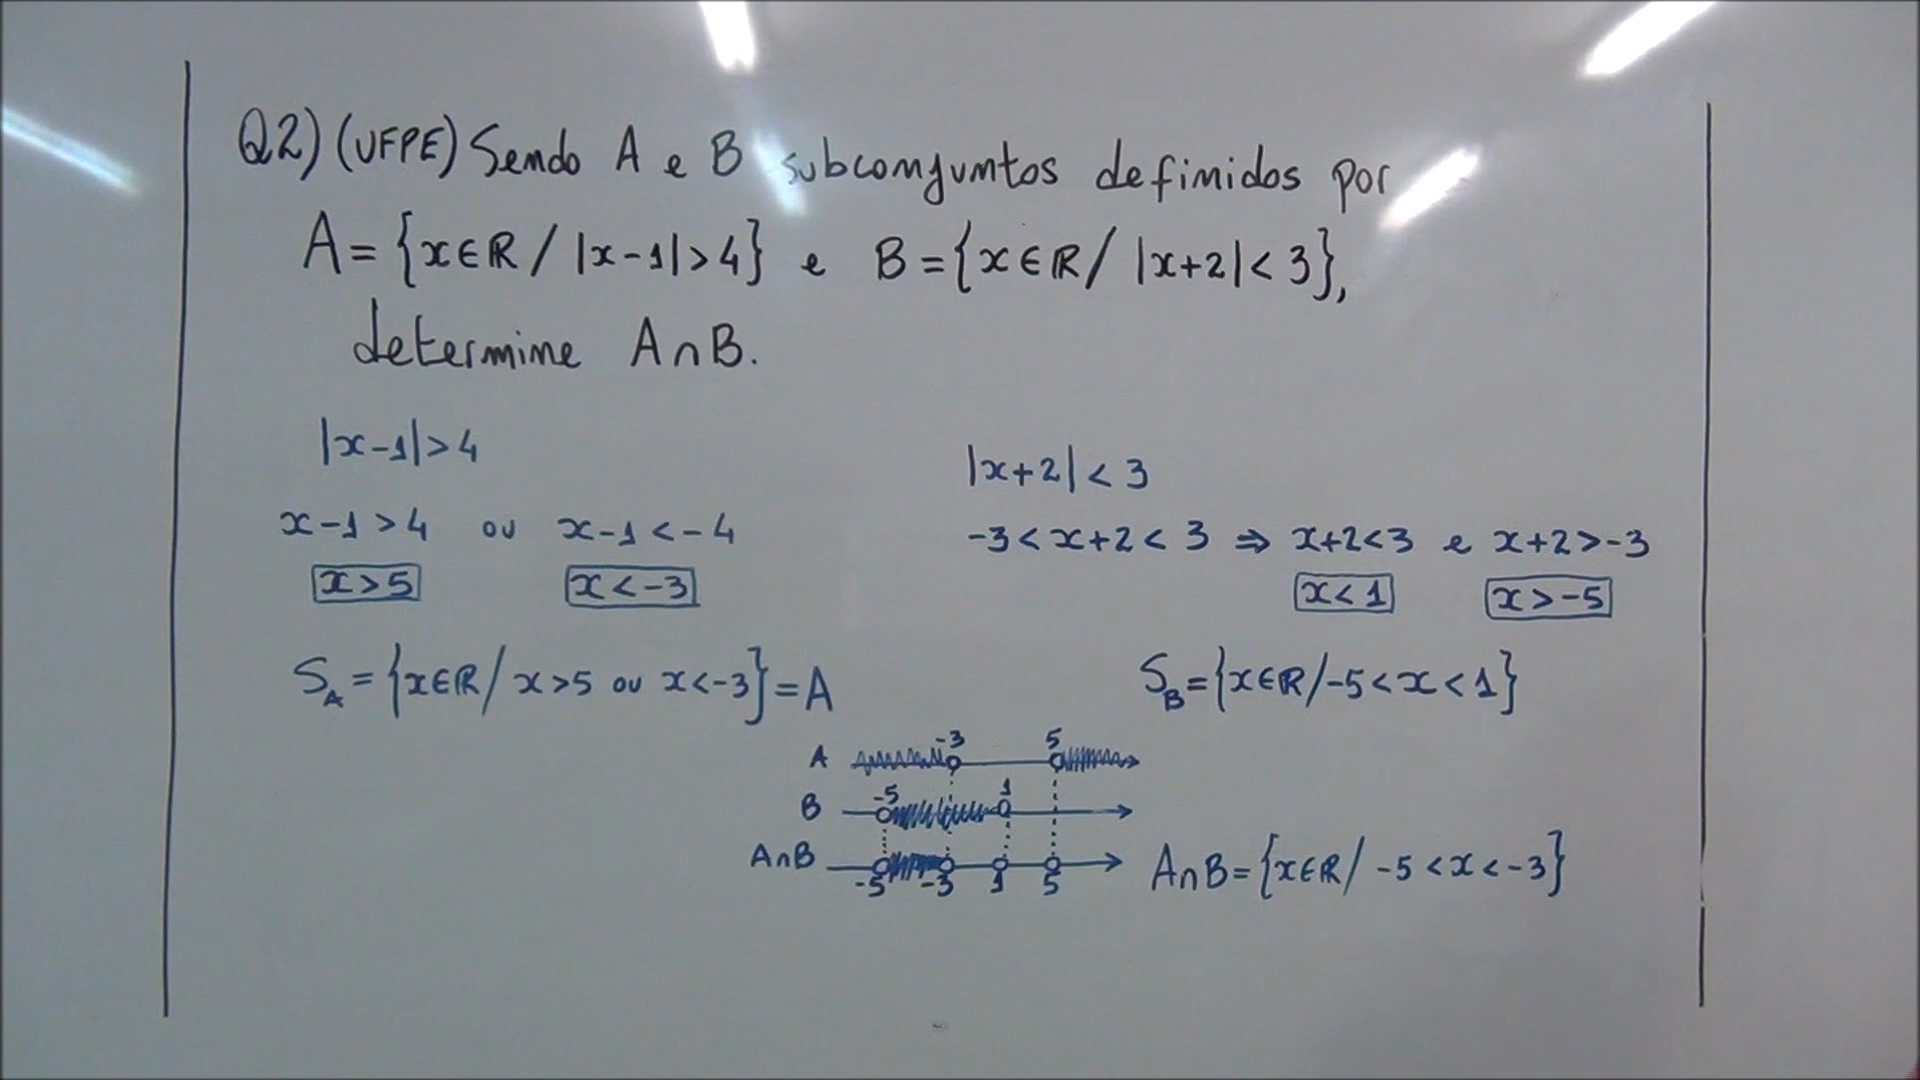 Q2) (UFPE) Sendo A e B subconjuntos definidos por
A = {x∈ℝ / |x-1|>4} e B = {x∈ℝ / |x+2|<3},
determine A∩B.
|x-1|>4
x-1>4 ou x-1<-4
x>5 x<-3
S_A = {x∈ℝ / x>5 ou x<-3} = A
|x+2|<3
-3<x+2<3 ⇒ x+2<3 e x+2>-3
x<1 x>-5
S_B = {x∈ℝ / -5<x<1}
A -3 5
B -5 1
A∩B -5 -3 1 5
A∩B = {x∈ℝ / -5<x<-3}